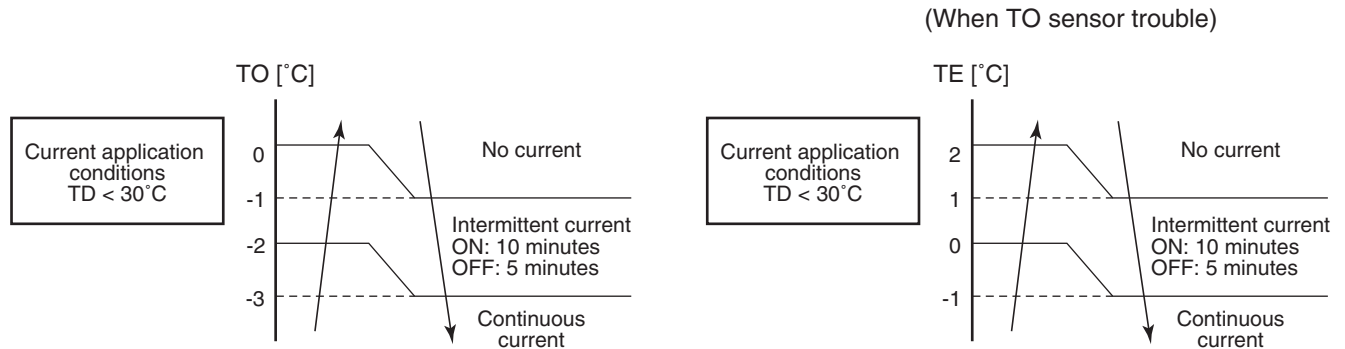 (When TO sensor trouble)
TO [˚C]
Current application
conditions
TD < 30˚C
0
-1
-2
-3
No current
Intermittent current
ON: 10 minutes
OFF: 5 minutes
Continuous
current
TE [˚C]
Current application
conditions
TD < 30˚C
2
1
0
-1
No current
Intermittent current
ON: 10 minutes
OFF: 5 minutes
Continuous
current